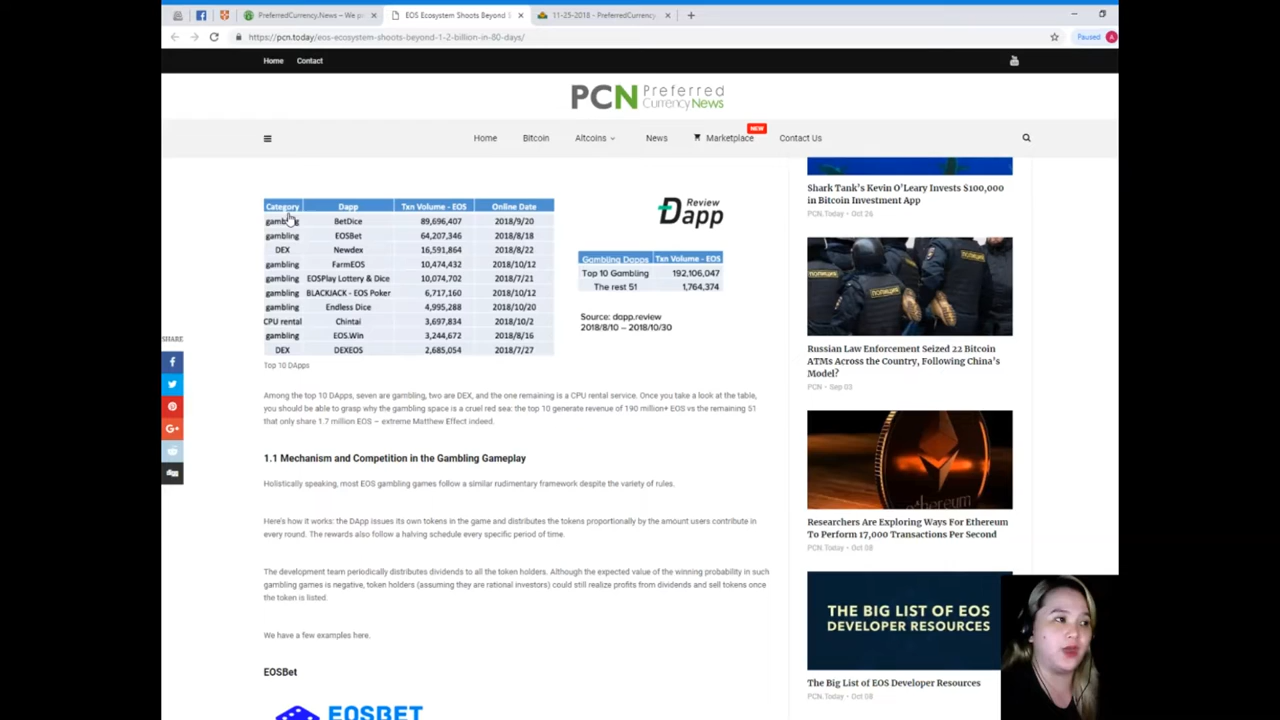 PreferredCurrency.News – We p
EOS Ecosystem Shoots Beyond 1
11-25-2018 - PreferredCurrency
https://pcn.today/eos-ecosystem-shoots-beyond-1-2-billion-in-80-days/
Paused
A
Home
Contact
PCN Preferred
CurrencyNews
Home
Bitcoin
Altcoins
News
Marketplace
NEW
Contact Us
Category Dapp Txn Volume - EOS Online Date
gambling BetDice 89,696,407 2018/9/20
gambling EOSBet 64,207,346 2018/8/18
DEX Newdex 16,591,864 2018/8/22
gambling FarmEOS 10,474,432 2018/10/12
gambling EOSPlay Lottery & Dice 10,074,702 2018/7/21
gambling BLACKJACK - EOS Poker 6,717,160 2018/10/12
gambling Endless Dice 4,995,288 2018/10/20
CPU rental Chintai 3,697,834 2018/10/2
gambling EOS.Win 3,244,672 2018/8/16
DEX DEXEOS 2,685,054 2018/7/27
Review
Dapp
Gambling Dapps Txn Volume - EOS
Top 10 Gambling 192,106,047
The rest 51 1,764,374
Source: dapp.review
2018/8/10 – 2018/10/30
Top 10 DApps
Among the top 10 DApps, seven are gambling, two are DEX, and the one remaining is a CPU rental service. Once you take a look at the table,
you should be able to grasp why the gambling space is a cruel red sea: the top 10 generate revenue of 190 million+ EOS vs the remaining 51
that only share 1.7 million EOS – extreme Matthew Effect indeed.
1.1 Mechanism and Competition in the Gambling Gameplay
Holistically speaking, most EOS gambling games follow a similar rudimentary framework despite the variety of rules.
Here's how it works: the DApp issues its own tokens in the game and distributes the tokens proportionally by the amount users contribute in
every round. The rewards also follow a halving schedule every specific period of time.
The development team periodically distributes dividends to all the token holders. Although the expected value of the winning probability in such
gambling games is negative, token holders (assuming they are rational investors) could still realize profits from dividends and sell tokens once
the token is listed.
We have a few examples here.
EOSBet
EOSBET
SHARE
Shark Tank's Kevin O'Leary Invests $100,000
in Bitcoin Investment App
PCN.Today - Oct 26
ПОЛИЦИЯ
ПОЛИЦИЯ
Russian Law Enforcement Seized 22 Bitcoin
ATMs Across the Country, Following China's
Model?
PCN - Sep 03
ethereum
Researchers Are Exploring Ways For Ethereum
To Perform 17,000 Transactions Per Second
PCN.Today - Oct 08
THE BIG LIST OF EOS
DEVELOPER RESOURCES
The Big List of EOS Developer Resources
PCN.Today - Oct 08